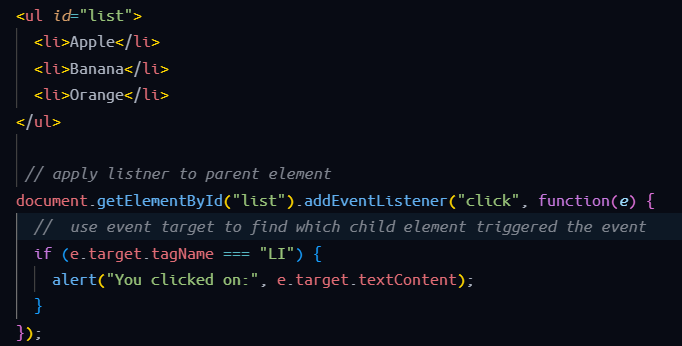 <ul id="list">
<li>Apple</li>
<li>Banana</li>
<li>Orange</li>
</ul>
// apply listner to parent element
document.getElementById("list").addEventListener("click", function(e) {
//  use event target to find which child element triggered the event
if (e.target.tagName === "LI") {
alert("You clicked on:", e.target.textContent);
}
});